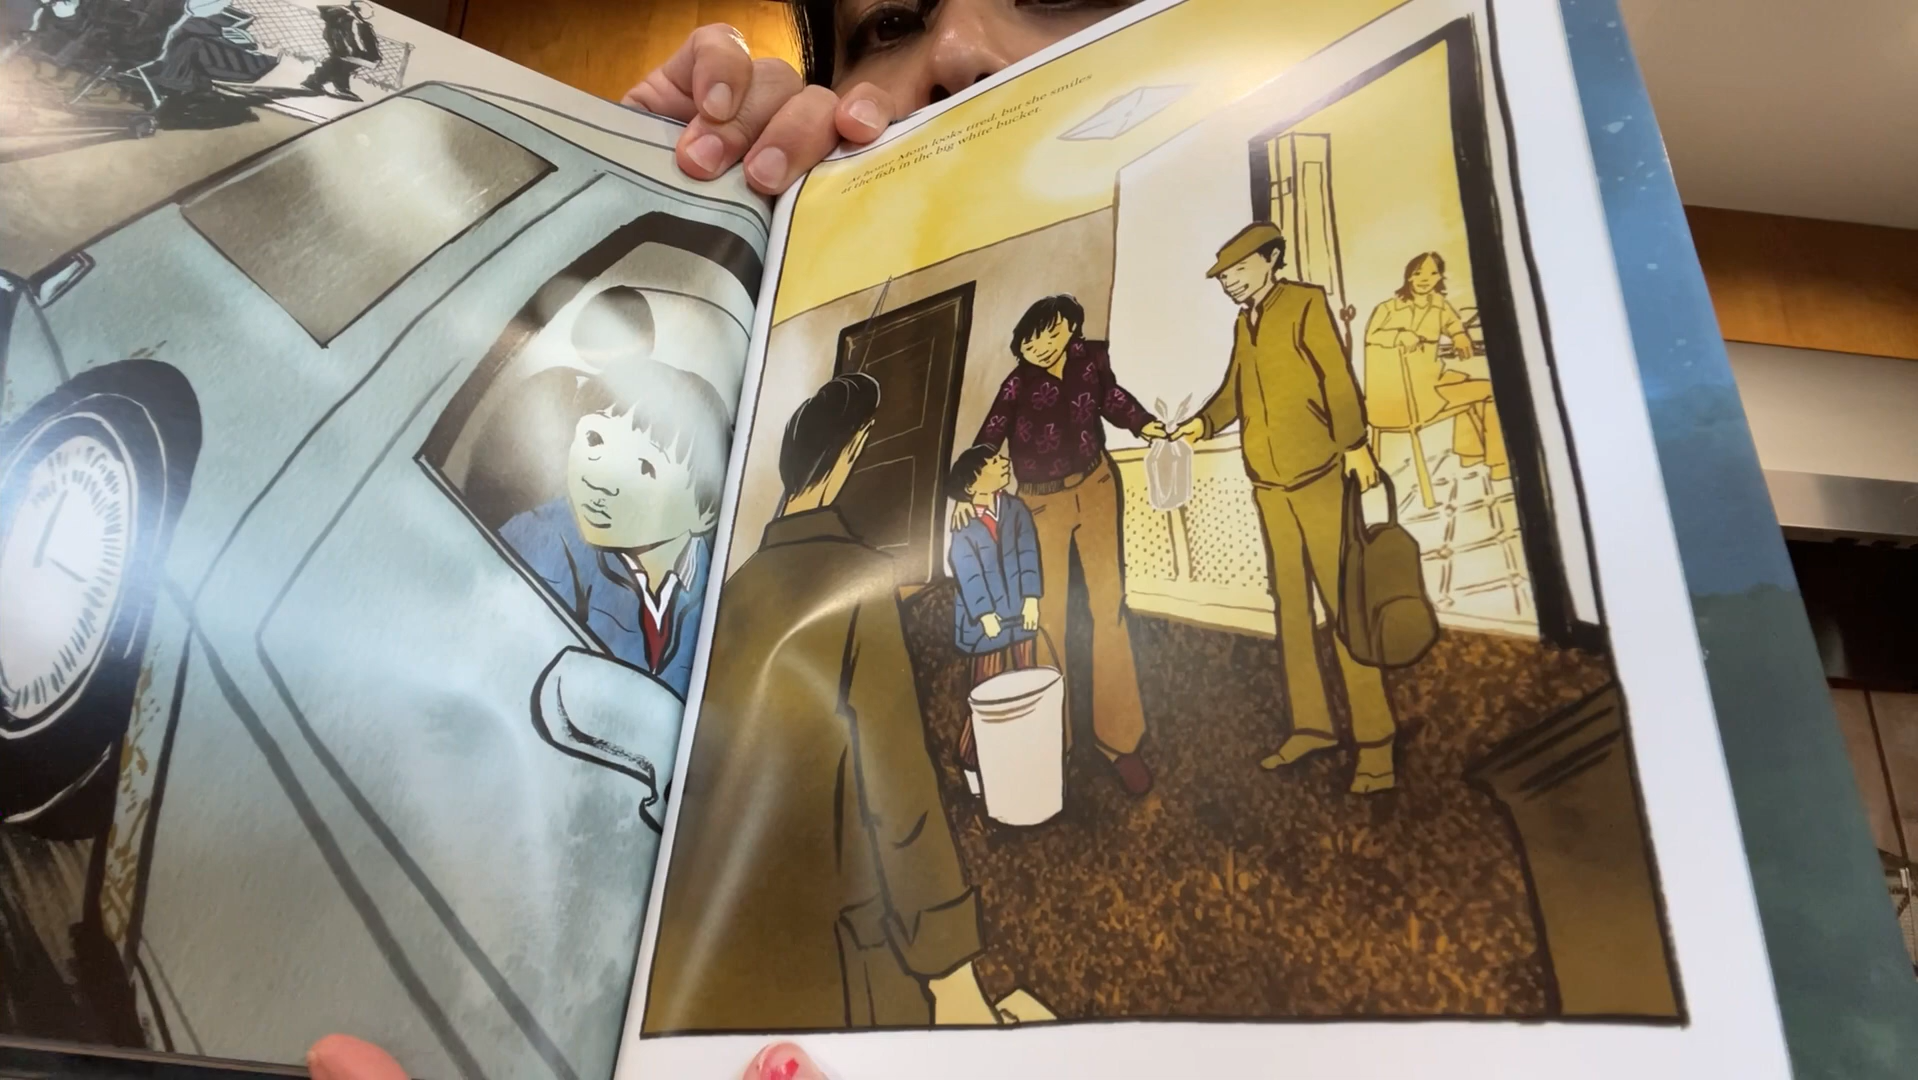 At home Mom looks tired, but she smiles
at the fish in the big white bucket.